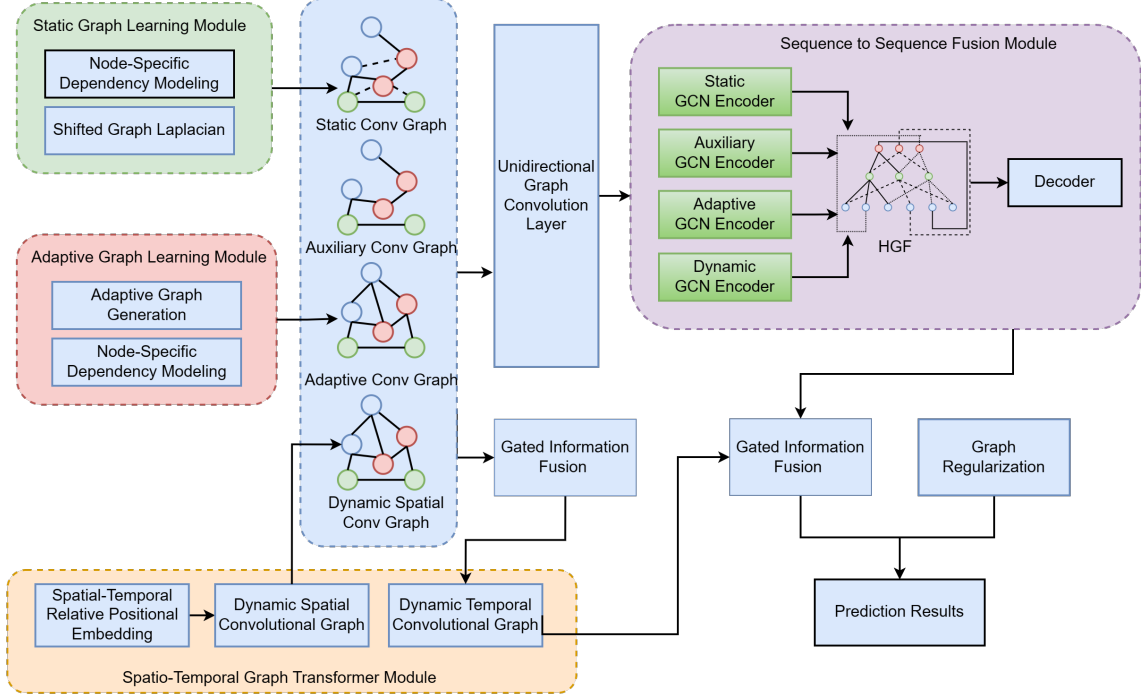 Static Graph Learning Module
Node-Specific
Dependency Modeling
Shifted Graph Laplacian
Adaptive Graph Learning Module
Adaptive Graph
Generation
Node-Specific
Dependency Modeling
Static Conv Graph
Auxiliary Conv Graph
Adaptive Conv Graph
Dynamic Spatial
Conv Graph
Unidirectional
Graph
Convolution
Layer
Sequence to Sequence Fusion Module
Static
GCN Encoder
Auxiliary
GCN Encoder
Adaptive
GCN Encoder
Dynamic
GCN Encoder
HGF
Decoder
Gated Information
Fusion
Gated Information
Fusion
Graph
Regularization
Spatial-Temporal
Relative Positional
Embedding
Dynamic Spatial
Convolutional Graph
Dynamic Temporal
Convolutional Graph
Spatio-Temporal Graph Transformer Module
Prediction Results